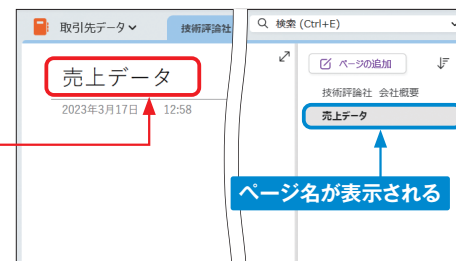 取引先データ
技術評論社
検索 (Ctrl+E)
売上データ
2023年3月17日 12:58
ページの追加
技術評論社 会社概要
売上データ
ページ名が表示される